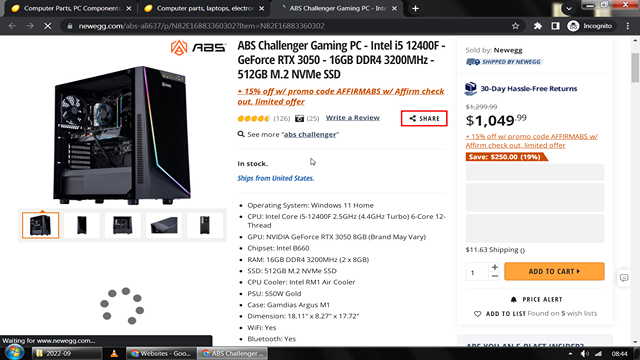 Computer Parts, PC Components
Computer parts, laptops, electron
ABS Challenger Gaming PC - Inte
newegg.com/abs-ali637/p/N82E16883360302?Item=N82E16883360302
Incognito
ABS
ABS Challenger Gaming PC - Intel i5 12400F -
GeForce RTX 3050 - 16GB DDR4 3200MHz -
512GB M.2 NVMe SSD
+ 15% off w/ promo code AFFIRMABS w/ Affirm check
out, limited offer
(126)
(25)
Write a Review
SHARE
See more "abs challenger"
In stock.
Ships from United States.
Operating System: Windows 11 Home
CPU: Intel Core i5-12400F 2.5GHz (4.4GHz Turbo) 6-Core 12-
Thread
GPU: NVIDIA GeForce RTX 3050 8GB (Brand May Vary)
Chipset: Intel B660
RAM: 16GB DDR4 3200MHz (2 x 8GB)
SSD: 512GB M.2 NVMe SSD
CPU Cooler: Intel RM1 Air Cooler
PSU: 550W Gold
Case: Gamdias Argus M1
Dimension: 18.11" x 8.27" x 17.72"
WiFi: Yes
Bluetooth: Yes
Sold by: Newegg
SHIPPED BY NEWEGG
30-Day Hassle-Free Returns
$1,299.99
$1,049.99
+ 15% off w/ promo code AFFIRMABS w/
Affirm check out, limited offer
Save: $250.00 (19%)
$11.63 Shipping ()
1
ADD TO CART
PRICE ALERT
ADD TO LIST Found on 5 wish lists
ARE YOU AN E-BLAST INSIDER?
Waiting for www.newegg.com...
2022-09
Websites - Goo...
ABS Challenger ...
08:44